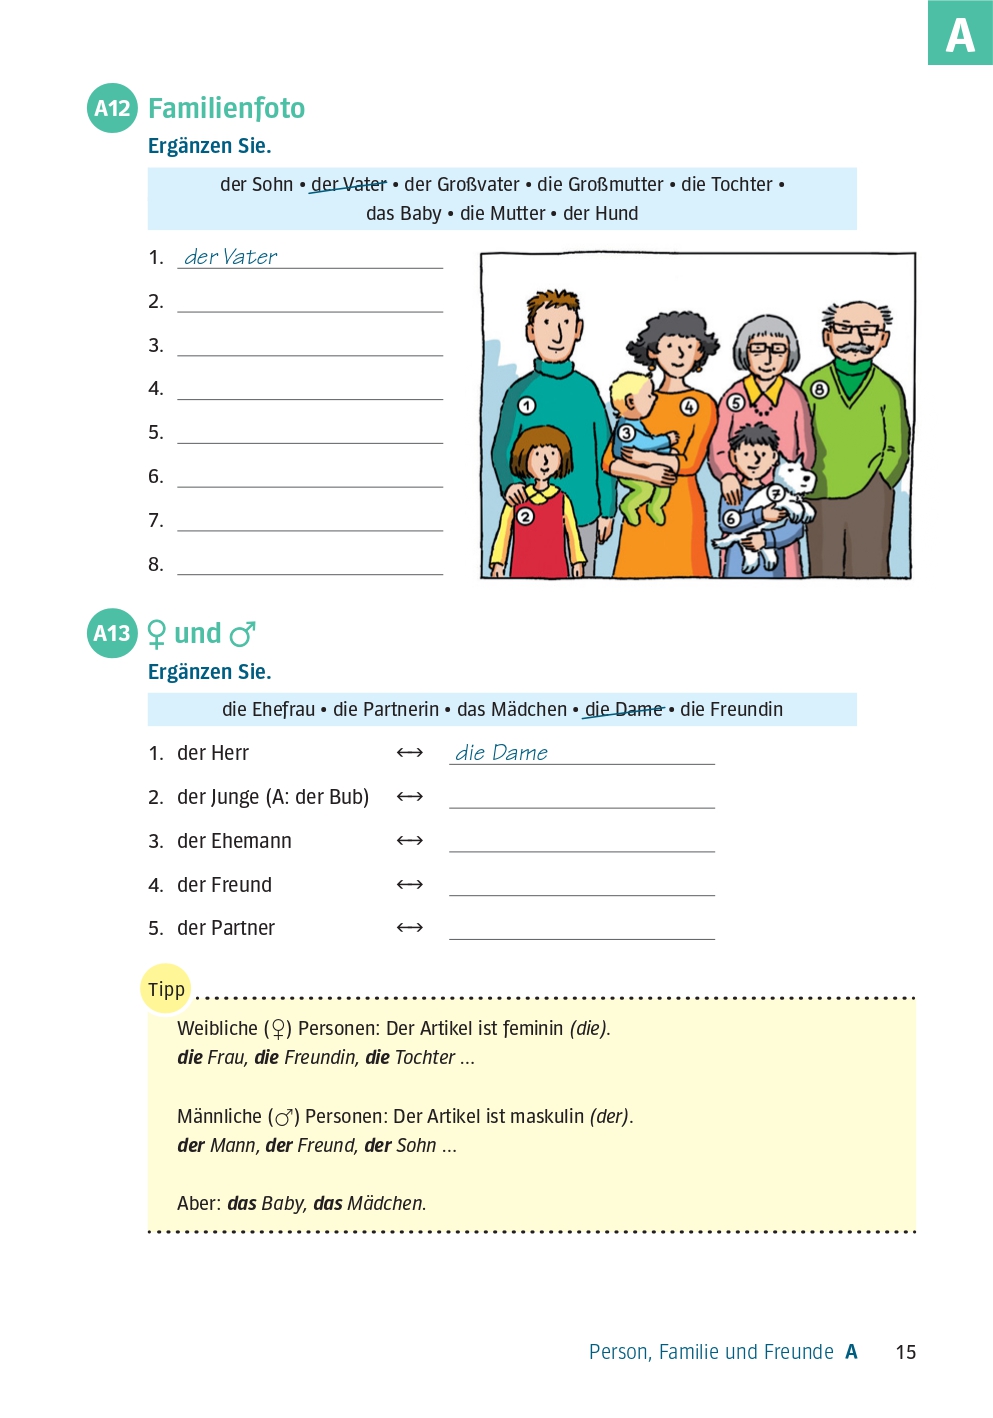 A
A12 Familienfoto
Ergänzen Sie.
der Sohn • der Vater • der Großvater • die Großmutter • die Tochter •
das Baby • die Mutter • der Hund
1. der Vater
2.
3.
4.
5.
6.
7.
8.
1
2
3
4
5
6
7
8
A13 ♀ und ♂
Ergänzen Sie.
die Ehefrau • die Partnerin • das Mädchen • die Dame • die Freundin
1. der Herr ↔ die Dame
2. der Junge (A: der Bub) ↔
3. der Ehemann ↔
4. der Freund ↔
5. der Partner ↔
Tipp
Weibliche (♀) Personen: Der Artikel ist feminin (die).
die Frau, die Freundin, die Tochter ...
Männliche (♂) Personen: Der Artikel ist maskulin (der).
der Mann, der Freund, der Sohn ...
Aber: das Baby, das Mädchen.
Person, Familie und Freunde A 15